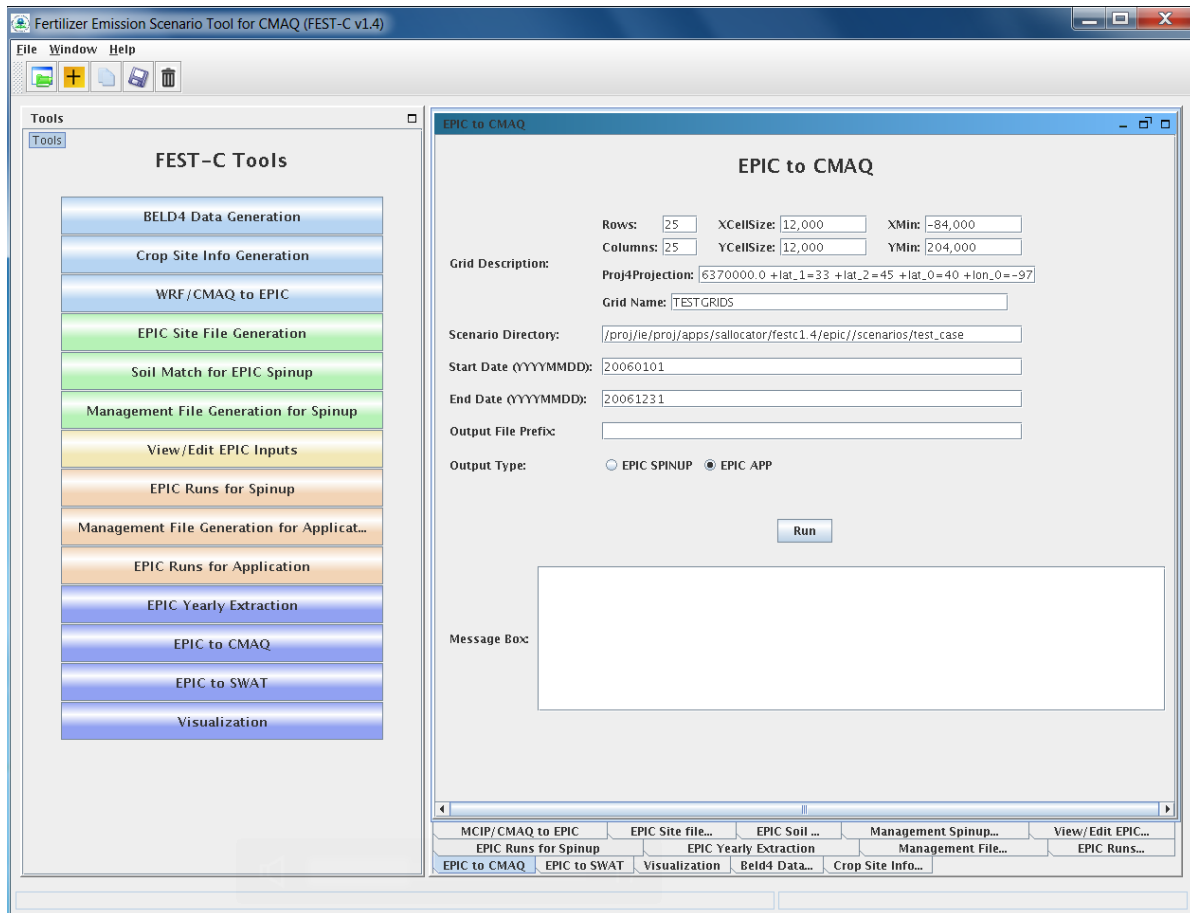 Fertilizer Emission Scenario Tool for CMAQ (FEST-C v1.4)
File Window Help
Tools
Tools
FEST-C Tools
BELD4 Data Generation
Crop Site Info Generation
WRF/CMAQ to EPIC
EPIC Site File Generation
Soil Match for EPIC Spinup
Management File Generation for Spinup
View/Edit EPIC Inputs
EPIC Runs for Spinup
Management File Generation for Applicat...
EPIC Runs for Application
EPIC Yearly Extraction
EPIC to CMAQ
EPIC to SWAT
Visualization
EPIC to CMAQ
EPIC to CMAQ
Grid Description:
Rows: 25 XCellSize: 12,000 XMin: -84,000
Columns: 25 YCellSize: 12,000 YMin: 204,000
Proj4Projection: 6370000.0 +lat_1=33 +lat_2=45 +lat_0=40 +lon_0=-97
Grid Name: TESTGRIDS
Scenario Directory: /proj/ie/proj/apps/sallocator/festc1.4/epic//scenarios/test_case
Start Date (YYYYMMDD): 20060101
End Date (YYYYMMDD): 20061231
Output File Prefix:
Output Type: EPIC SPINUP EPIC APP
Run
Message Box:
MCIP/CMAQ to EPIC EPIC Site file... EPIC Soil ... Management Spinup... View/Edit EPIC...
EPIC Runs for Spinup EPIC Yearly Extraction Management File... EPIC Runs...
EPIC to CMAQ EPIC to SWAT Visualization Beld4 Data... Crop Site Info...